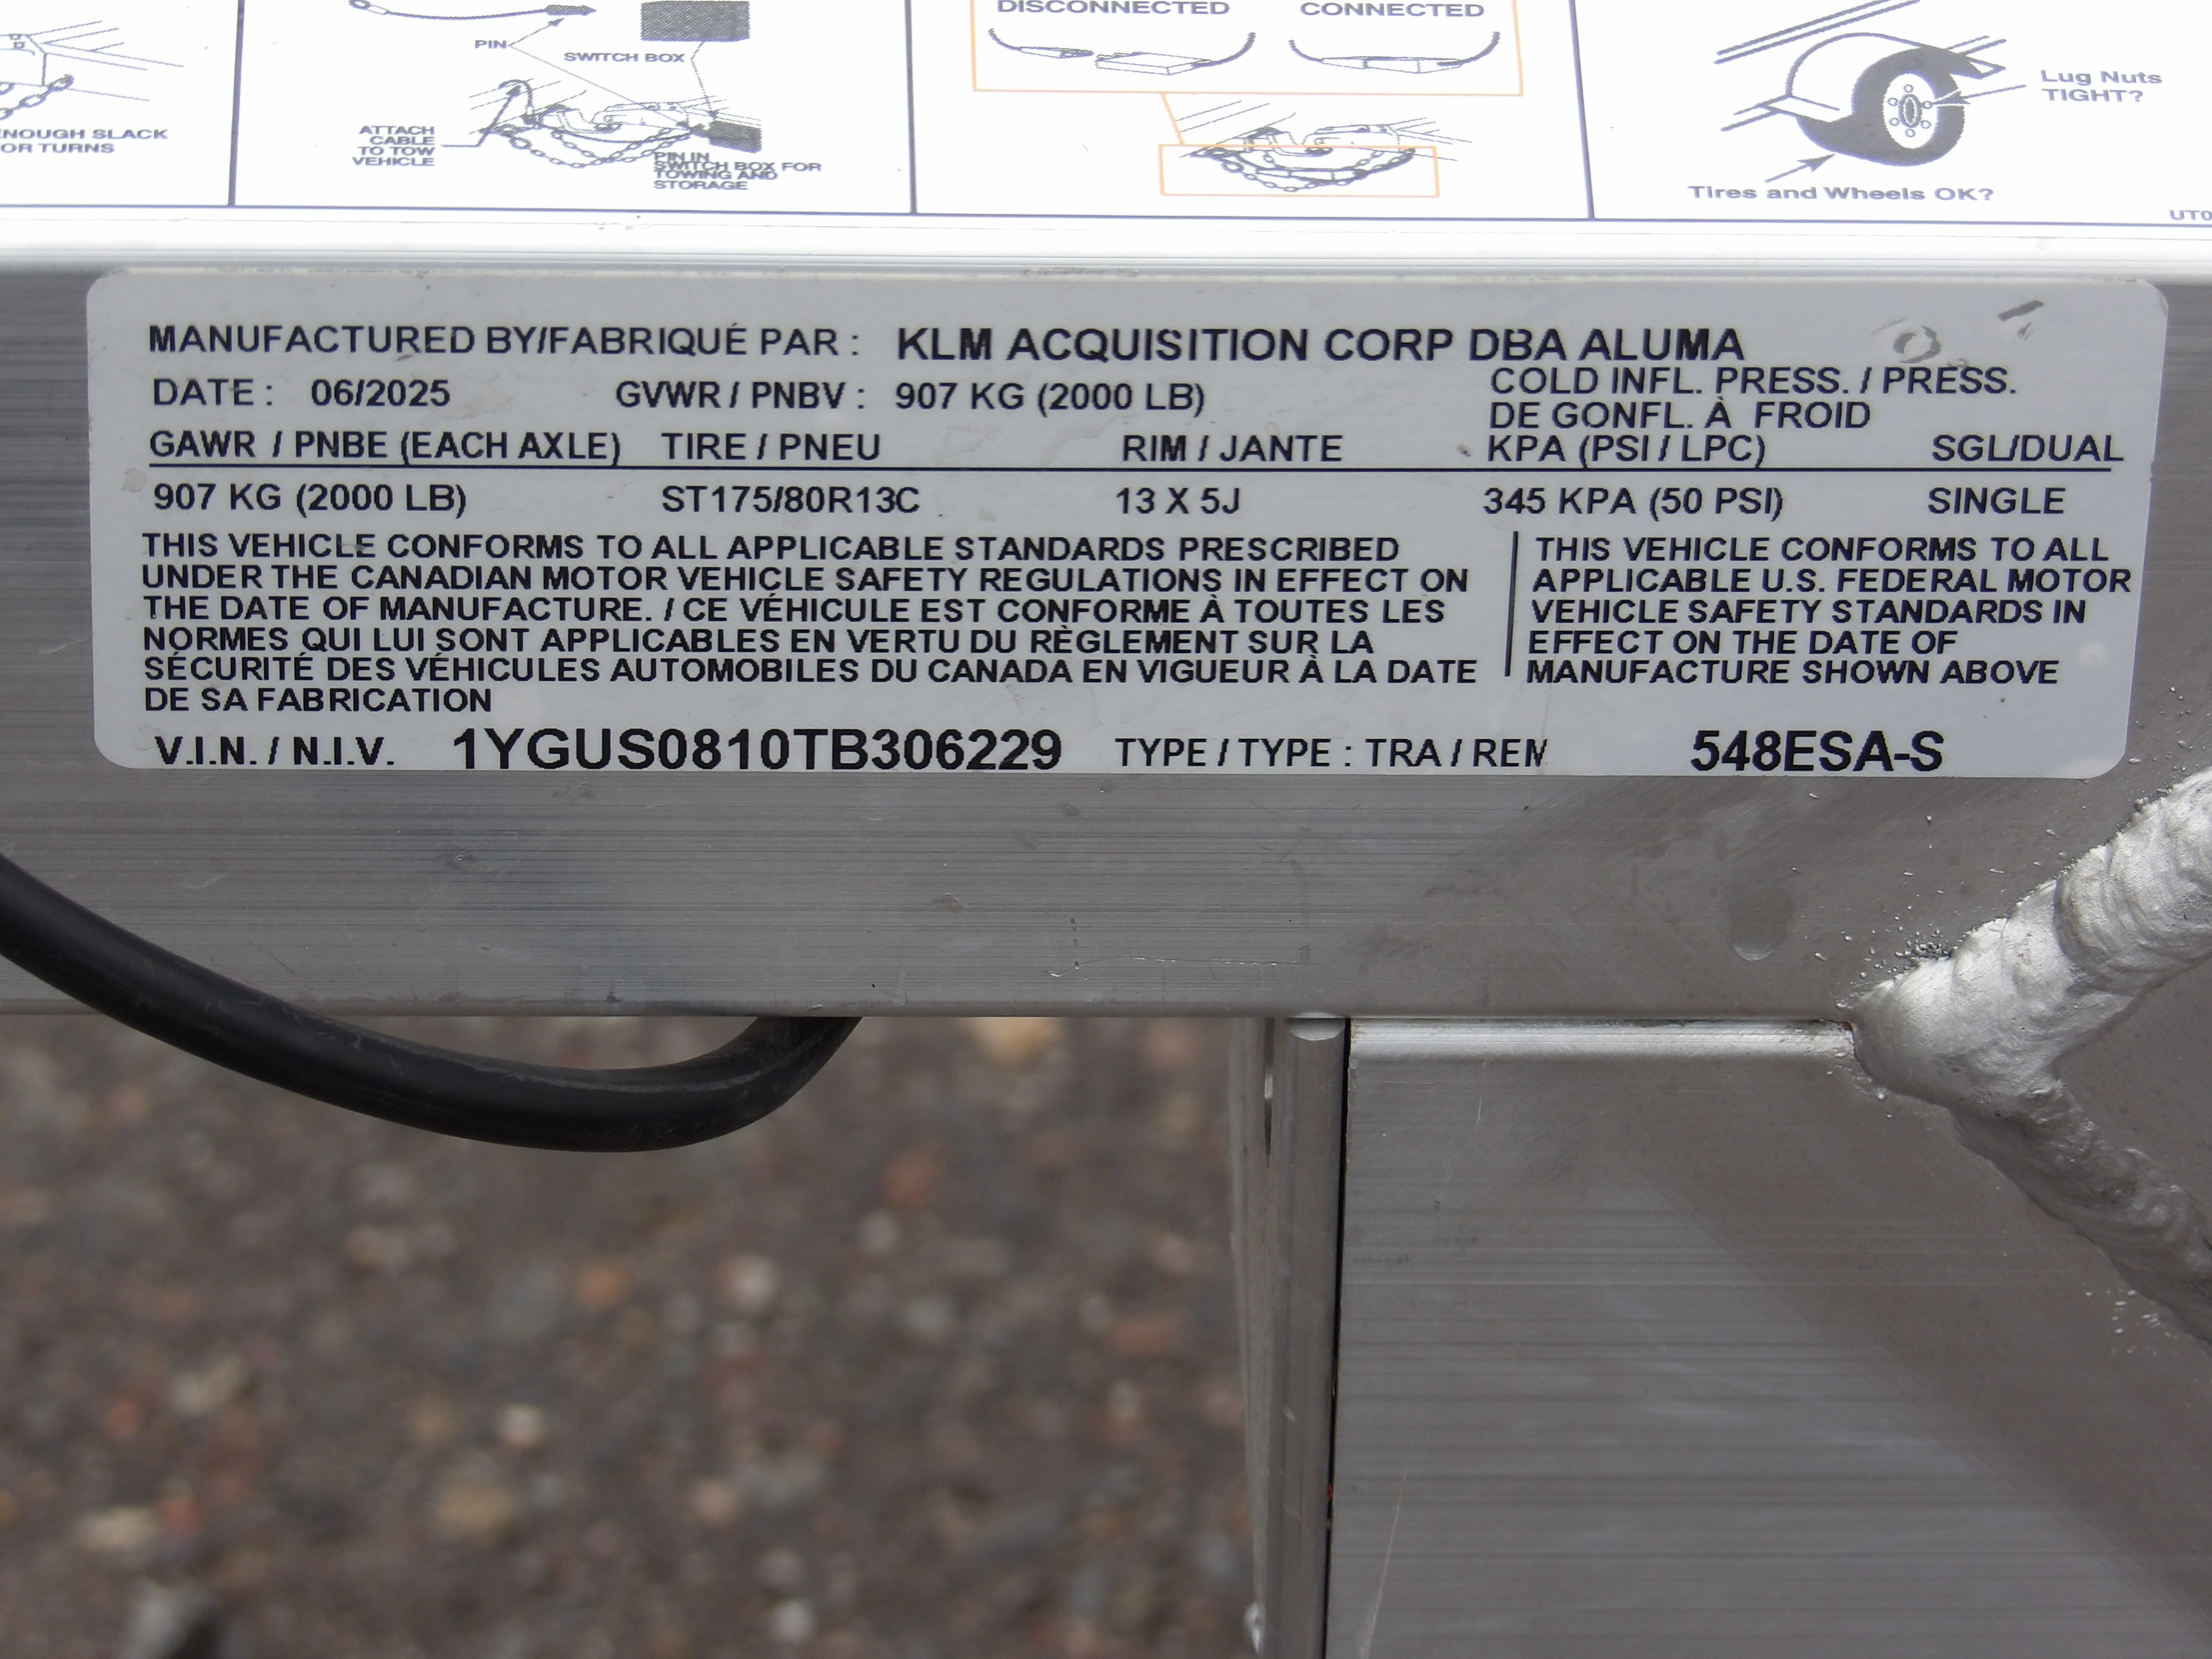 DISCONNECTED CONNECTED
PIN
SWITCH BOX
Lug Nuts
TIGHT?
ENOUGH SLACK
OR TURNS
ATTACH
CABLE
TO TOW
VEHICLE
PIN IN
SWITCH BOX FOR
TOWING AND
STORAGE
Tires and Wheels OK?
MANUFACTURED BY/FABRIQUÉ PAR : KLM ACQUISITION CORP DBA ALUMA
DATE : 06/2025 GVWR / PNBV : 907 KG (2000 LB) COLD INFL. PRESS. / PRESS.
DE GONFL. À FROID
GAWR / PNBE (EACH AXLE) TIRE / PNEU RIM / JANTE KPA (PSI / LPC) SGL/DUAL
907 KG (2000 LB) ST175/80R13C 13 X 5J 345 KPA (50 PSI) SINGLE
THIS VEHICLE CONFORMS TO ALL APPLICABLE STANDARDS PRESCRIBED
UNDER THE CANADIAN MOTOR VEHICLE SAFETY REGULATIONS IN EFFECT ON
THE DATE OF MANUFACTURE. / CE VÉHICULE EST CONFORME À TOUTES LES
NORMES QUI LUI SONT APPLICABLES EN VERTU DU RÈGLEMENT SUR LA
SÉCURITÉ DES VÉHICULES AUTOMOBILES DU CANADA EN VIGUEUR À LA DATE
DE SA FABRICATION
THIS VEHICLE CONFORMS TO ALL
APPLICABLE U.S. FEDERAL MOTOR
VEHICLE SAFETY STANDARDS IN
EFFECT ON THE DATE OF
MANUFACTURE SHOWN ABOVE
V.I.N. / N.I.V. 1YGUS0810TB306229 TYPE / TYPE : TRA / REM 548ESA-S